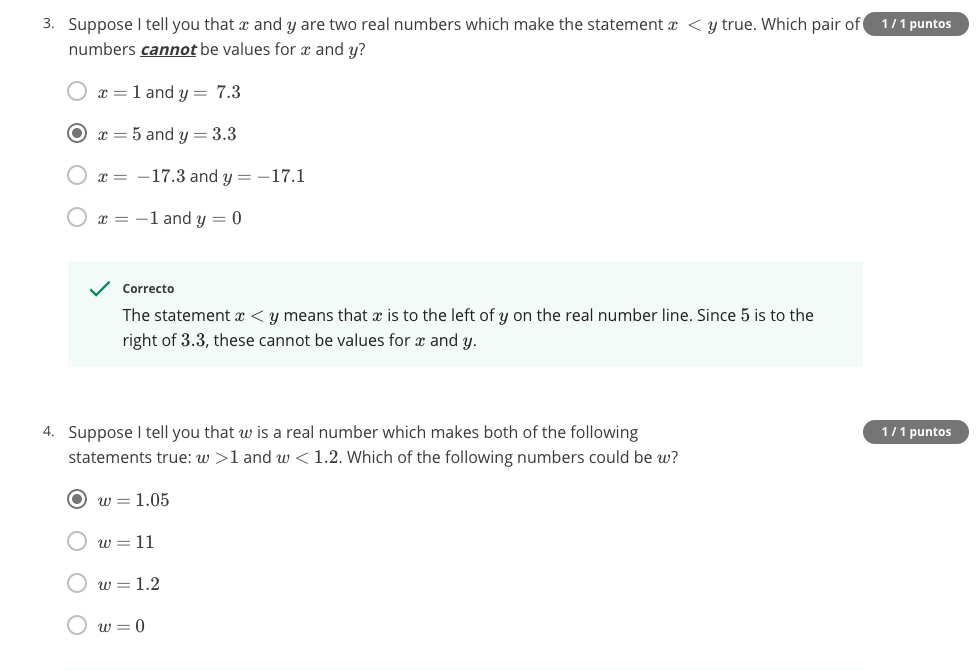 3. Suppose I tell you that x and y are two real numbers which make the statement x < y true. Which pair of 1 / 1 puntos
numbers cannot be values for x and y?
x = 1 and y = 7.3
x = 5 and y = 3.3
x = −17.3 and y = −17.1
x = −1 and y = 0
Correcto
The statement x < y means that x is to the left of y on the real number line. Since 5 is to the
right of 3.3, these cannot be values for x and y.
4. Suppose I tell you that w is a real number which makes both of the following 1 / 1 puntos
statements true: w >1 and w < 1.2. Which of the following numbers could be w?
w = 1.05
w = 11
w = 1.2
w = 0